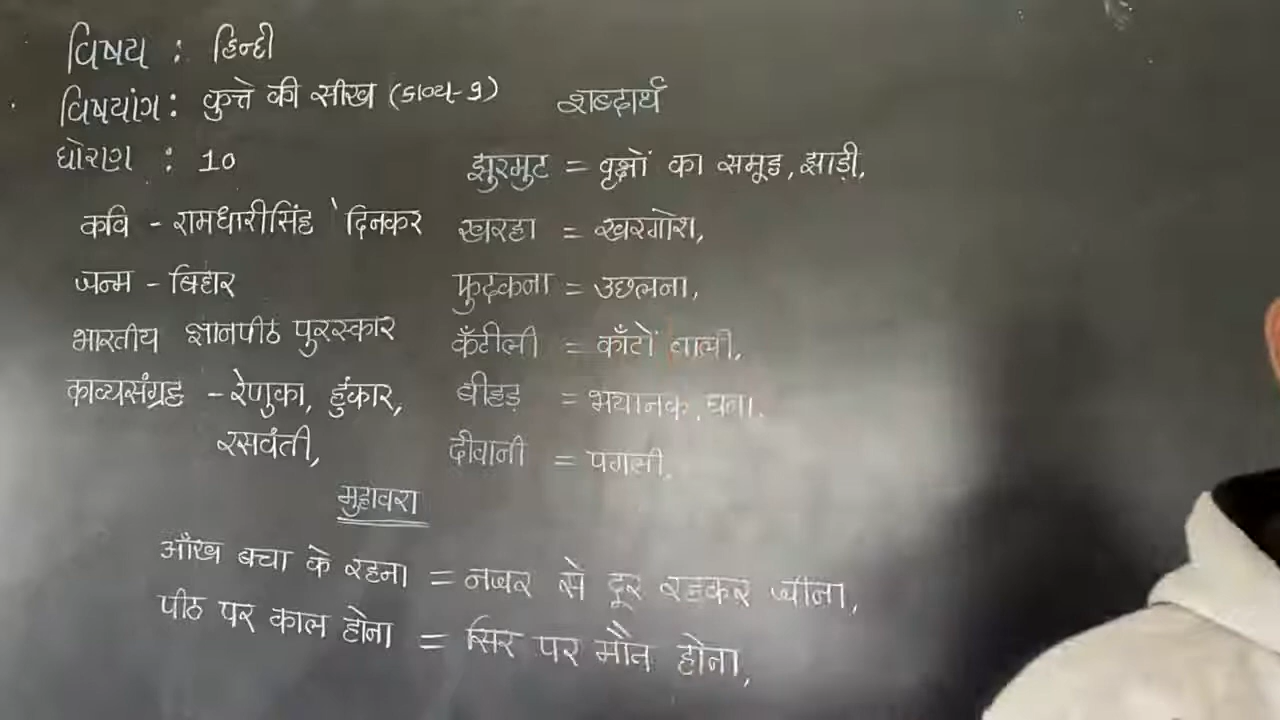 विषय : हिन्दी
विषयांग : कुत्ते की सीख (काव्य-9)
धोरण : 10
कवि - रामधारीसिंह 'दिनकर
जन्म - बिहार
भारतीय ज्ञानपीठ पुरस्कार
काव्यसंग्रह - रेणुका, हुंकार,
रसवंती,
शब्दार्थ
झुरमुट = वृक्षों का समूह, झाड़ी,
खरहा = खरगोश,
फुदकना = उछलना,
कँटीली = काँटों वाली,
बीहड़ = भयानक, घना.
दीवानी = पगली.
मुहावरा
आँख बचा के रहना = नजर से दूर रहकर जीना,
पीठ पर काल होना = सिर पर मौत होना,